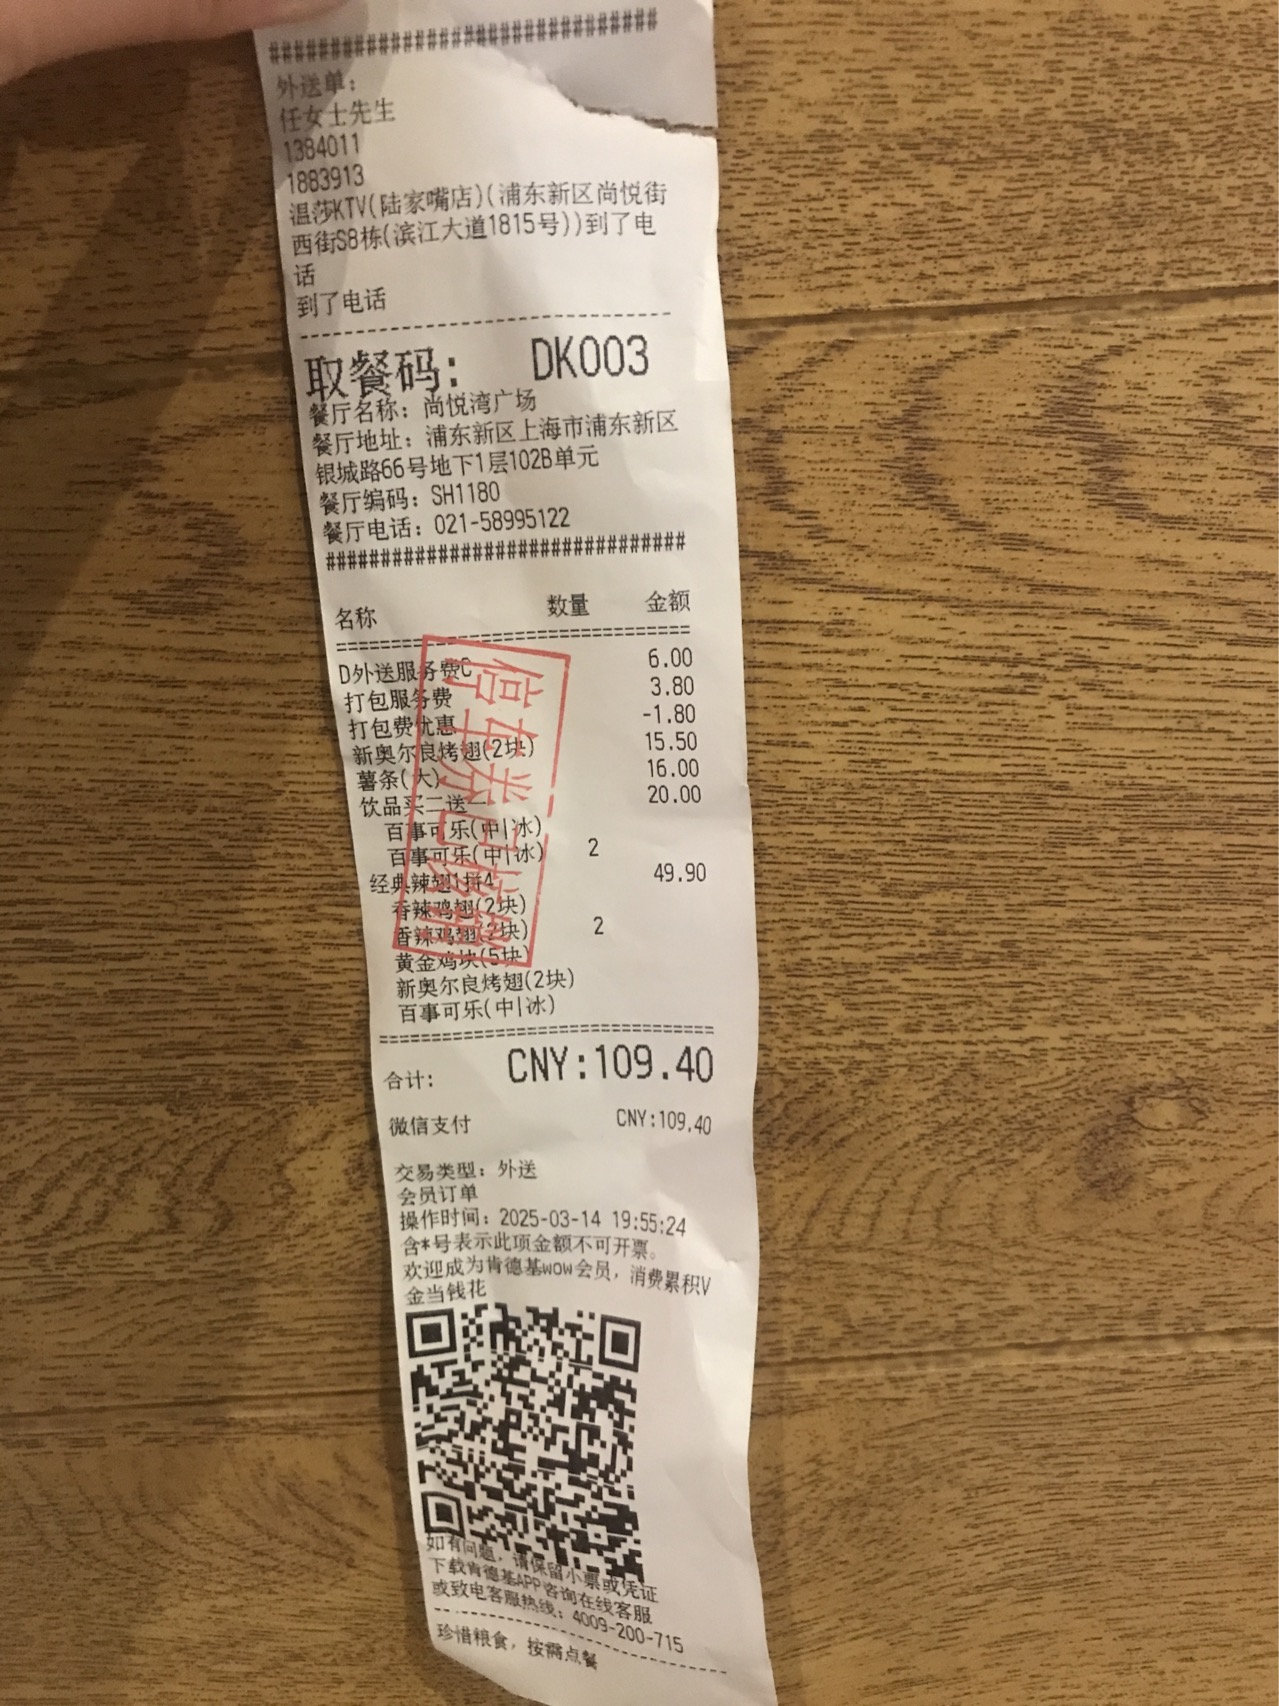 ##############################
外送单:
任女士先生
1384011
1883913
温莎KTV(陆家嘴店)(浦东新区尚悦街
西街S8栋(滨江大道1815号))到了电
话
到了电话
取餐码: DK003
餐厅名称: 尚悦湾广场
餐厅地址: 浦东新区上海市浦东新区
银城路66号地下1层102B单元
餐厅编码: SH1180
餐厅电话: 021-58995122
##############################
名称 数量 金额
D外送服务费C 6.00
打包服务费 3.80
打包费优惠 -1.80
新奥尔良烤翅(2块) 15.50
薯条(大) 16.00
饮品买二送一 20.00
百事可乐(中|冰)
百事可乐(中|冰) 2
经典辣翅1拼4 49.90
香辣鸡翅(2块)
香辣鸡翅(2块) 2
黄金鸡块(5块)
新奥尔良烤翅(2块)
百事可乐(中|冰)
合计: CNY:109.40
微信支付 CNY:109.40
交易类型: 外送
会员订单
操作时间: 2025-03-14 19:55:24
含*号表示此项金额不可开票。
欢迎成为肯德基wow会员, 消费累积V
金当钱花
如有问题, 请保留小票或凭证
下载肯德基APP咨询在线客服
或致电客服热线: 4009-200-715
珍惜粮食, 按需点餐
停车券已核销